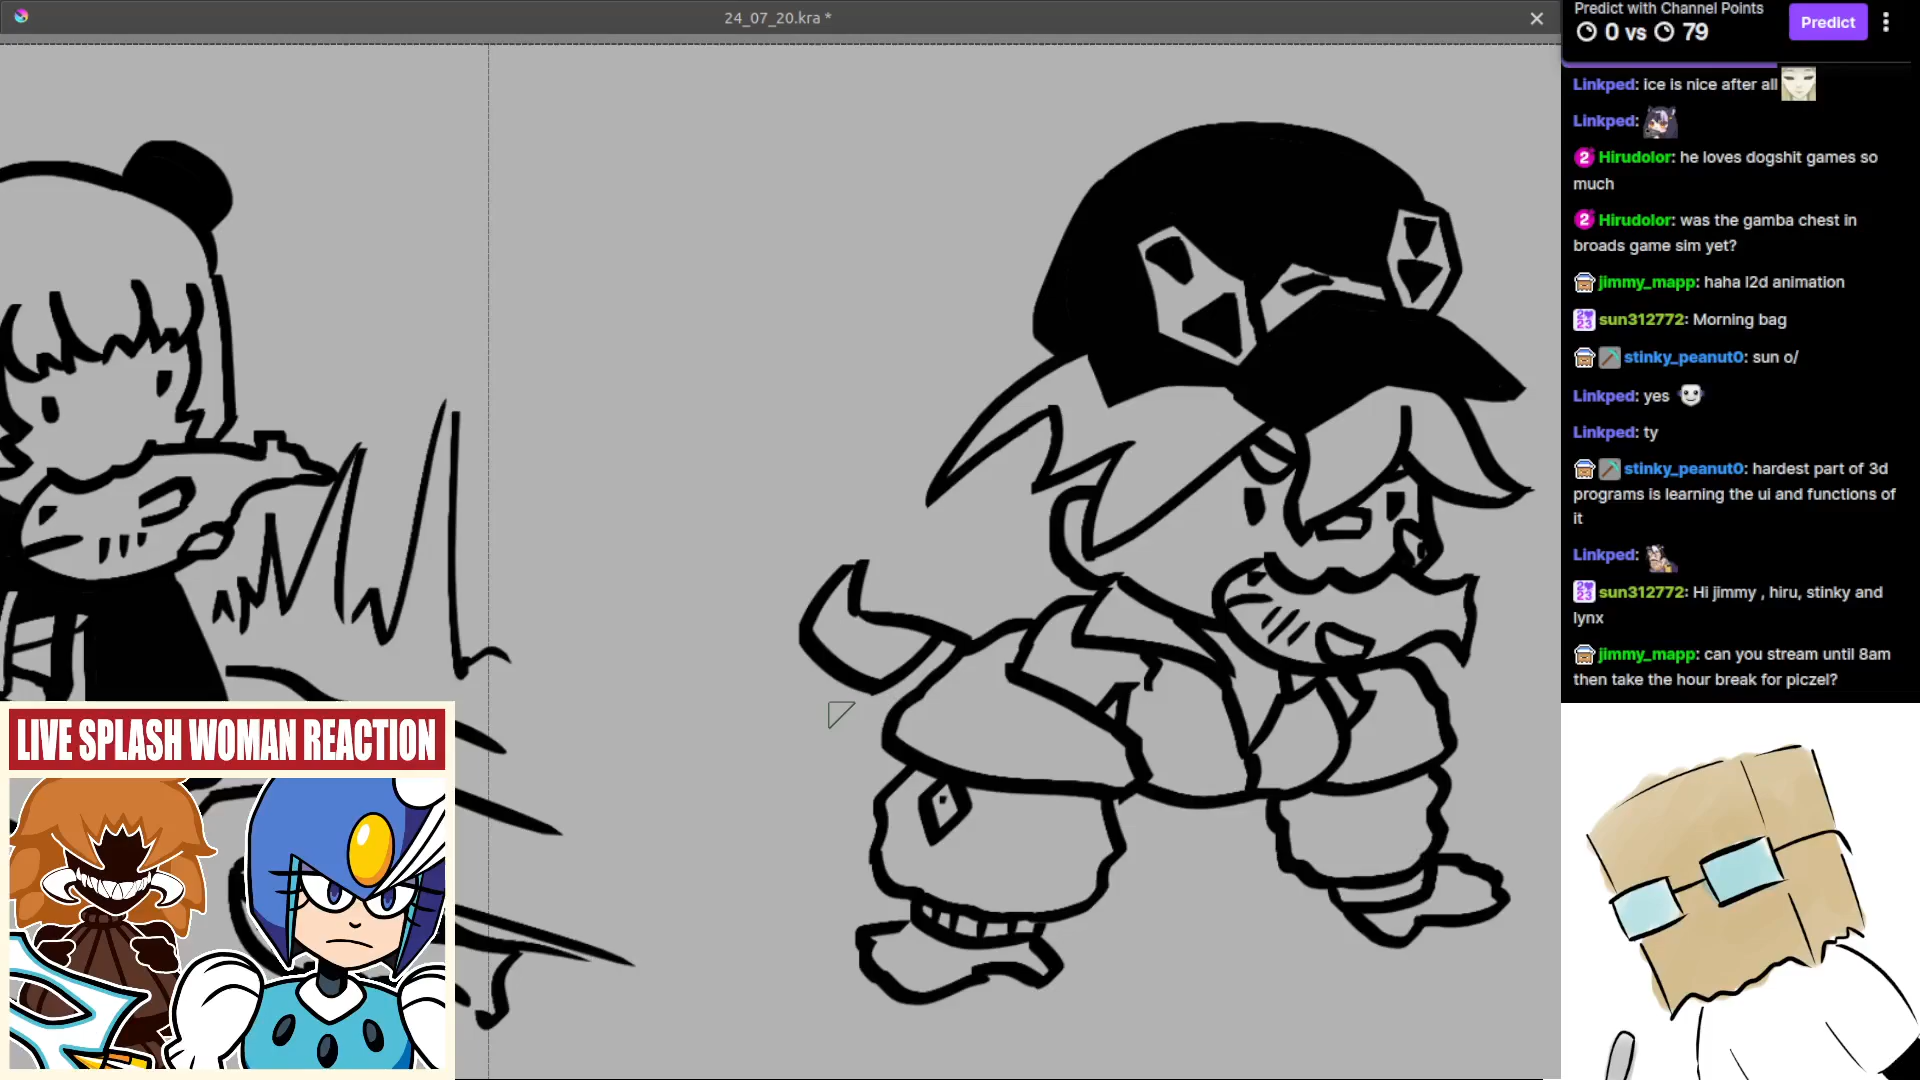 24_07_20.kra *
Predict with Channel Points
0 vs 79
Predict
Linkped: ice is nice after all
Linkped:
2 Hirudolor: he loves dogshit games so
much
2 Hirudolor: was the gamba chest in
broads game sim yet?
jimmy_mapp: haha l2d animation
sun312772: Morning bag
stinky_peanut0: sun o/
Linkped: yes
Linkped: ty
stinky_peanut0: hardest part of 3d
programs is learning the ui and functions of
it
Linkped:
sun312772: Hi jimmy , hiru, stinky and
lynx
jimmy_mapp: can you stream until 8am
then take the hour break for piczel?
LIVE SPLASH WOMAN REACTION